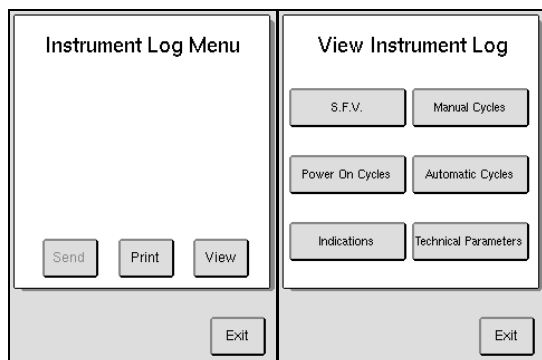 Instrument Log Menu
Send Print View
Exit
View Instrument Log
S.F.V. Manual Cycles
Power On Cycles Automatic Cycles
Indications Technical Parameters
Exit